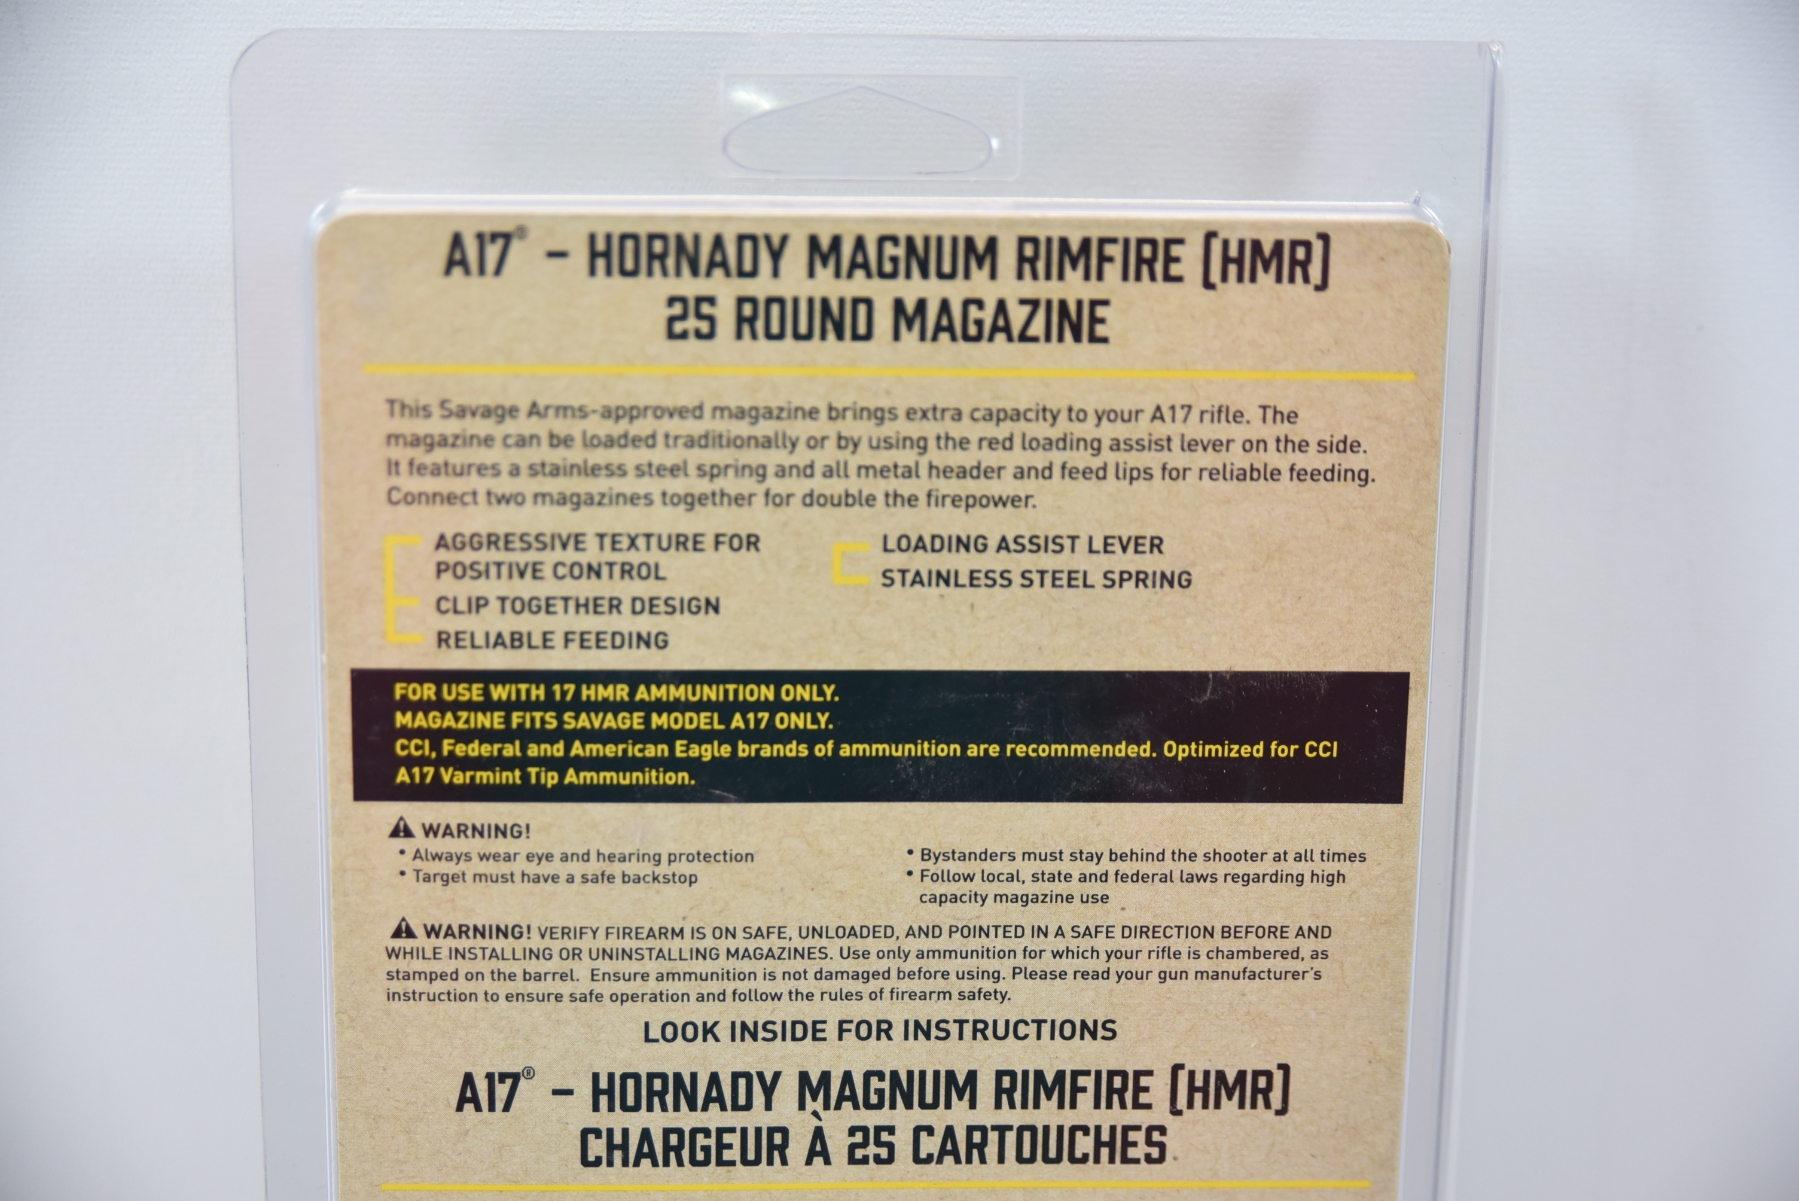 A17® – HORNADY MAGNUM RIMFIRE [HMR]
25 ROUND MAGAZINE
This Savage Arms-approved magazine brings extra capacity to your A17 rifle. The
magazine can be loaded traditionally or by using the red loading assist lever on the side.
It features a stainless steel spring and all metal header and feed lips for reliable feeding.
Connect two magazines together for double the firepower.
AGGRESSIVE TEXTURE FOR
POSITIVE CONTROL
CLIP TOGETHER DESIGN
RELIABLE FEEDING
LOADING ASSIST LEVER
STAINLESS STEEL SPRING
FOR USE WITH 17 HMR AMMUNITION ONLY.
MAGAZINE FITS SAVAGE MODEL A17 ONLY.
CCI, Federal and American Eagle brands of ammunition are recommended. Optimized for CCI
A17 Varmint Tip Ammunition.
WARNING!
• Always wear eye and hearing protection
• Target must have a safe backstop
• Bystanders must stay behind the shooter at all times
• Follow local, state and federal laws regarding high
capacity magazine use
WARNING! VERIFY FIREARM IS ON SAFE, UNLOADED, AND POINTED IN A SAFE DIRECTION BEFORE AND
WHILE INSTALLING OR UNINSTALLING MAGAZINES. Use only ammunition for which your rifle is chambered, as
stamped on the barrel. Ensure ammunition is not damaged before using. Please read your gun manufacturer's
instruction to ensure safe operation and follow the rules of firearm safety.
LOOK INSIDE FOR INSTRUCTIONS
A17® – HORNADY MAGNUM RIMFIRE [HMR]
CHARGEUR À 25 CARTOUCHES